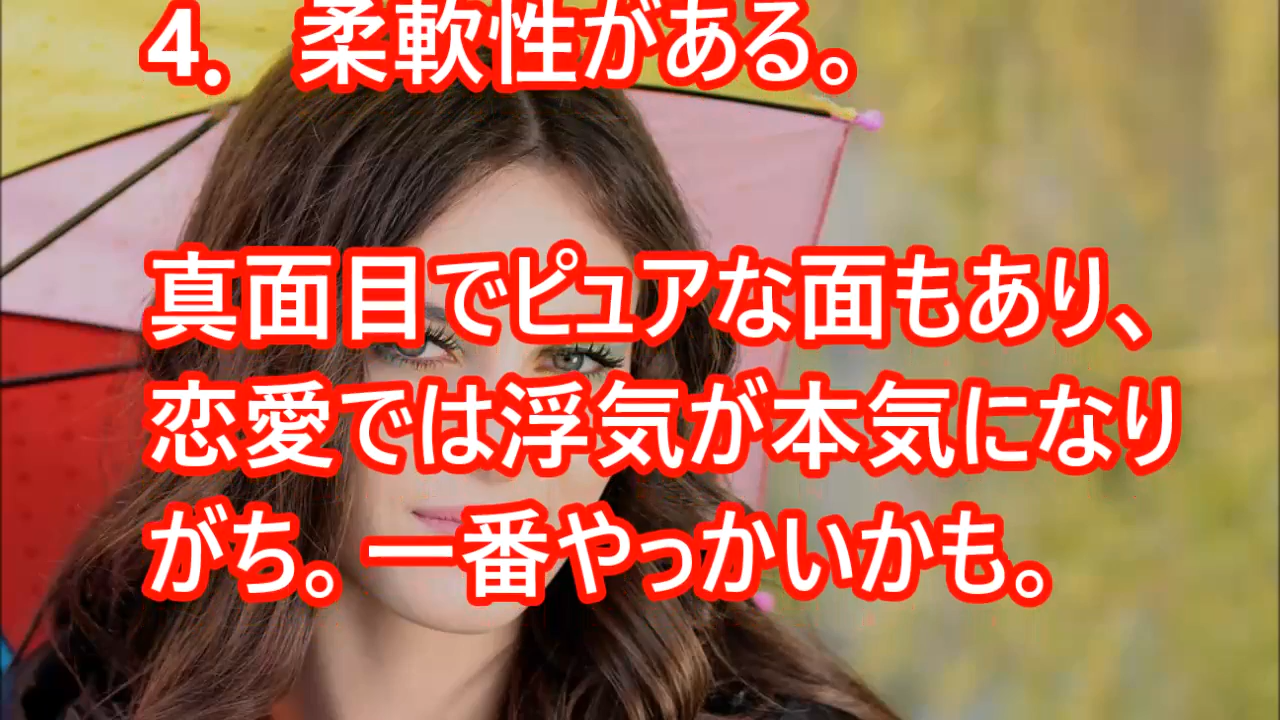 4. 柔軟性がある。
真面目でピュアな面もあり、
恋愛では浮気が本気になり
がち。一番やっかいかも。